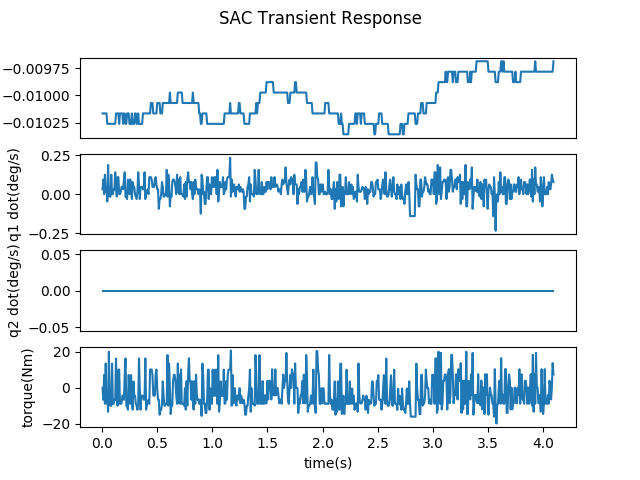 SAC Transient Response
−0.00975
−0.01000
−0.01025
0.25
0.00
−0.25
q1 dot(deg/s)
0.05
0.00
−0.05
q2 dot(deg/s)
20
0
−20
torque(Nm)
0.0 0.5 1.0 1.5 2.0 2.5 3.0 3.5 4.0
time(s)